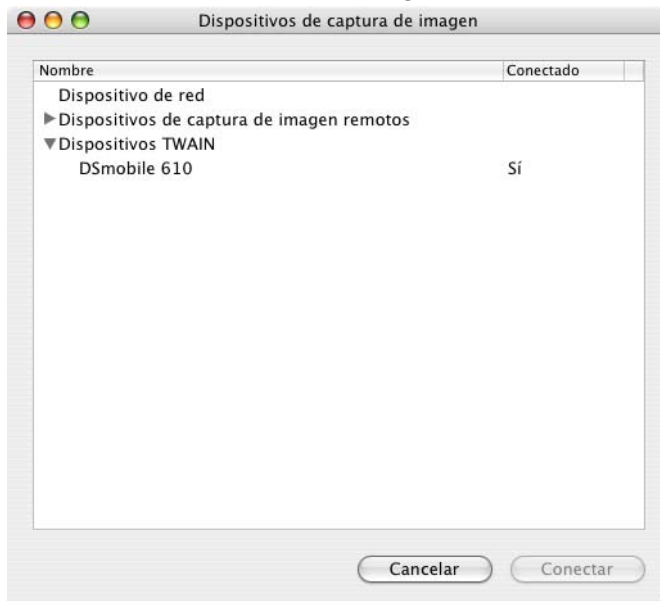 Dispositivos de captura de imagen
Nombre Conectado
Dispositivo de red
Dispositivos de captura de imagen remotos
Dispositivos TWAIN
DSmobile 610 Sí
Cancelar Conectar